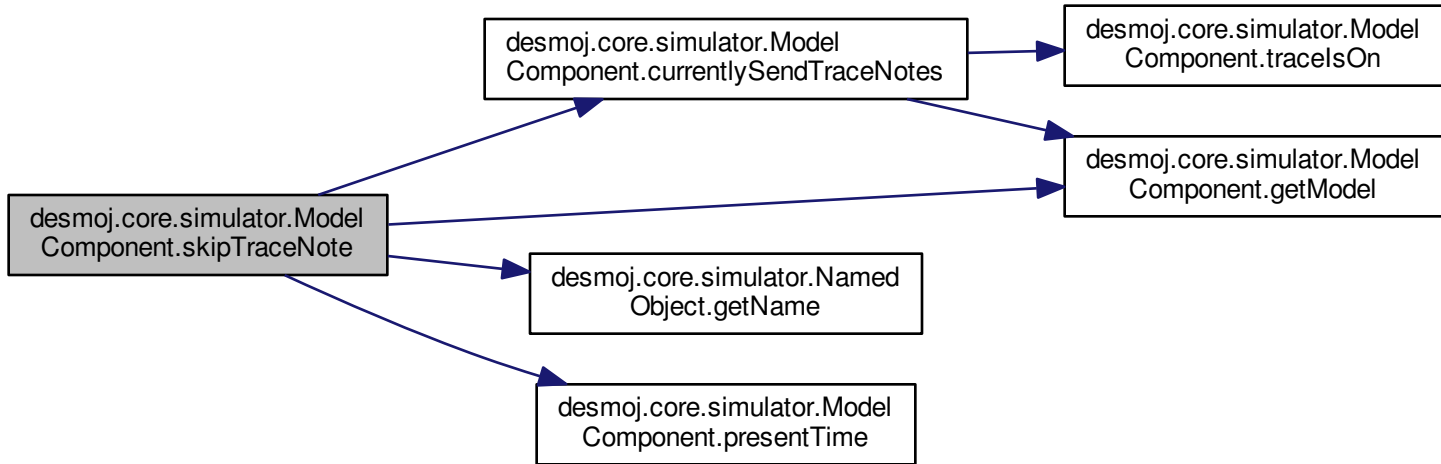 desmoj.core.simulator.Model
Component.skipTraceNote
desmoj.core.simulator.Model
Component.currentlySendTraceNotes
desmoj.core.simulator.Model
Component.traceIsOn
desmoj.core.simulator.Model
Component.getModel
desmoj.core.simulator.Named
Object.getName
desmoj.core.simulator.Model
Component.presentTime